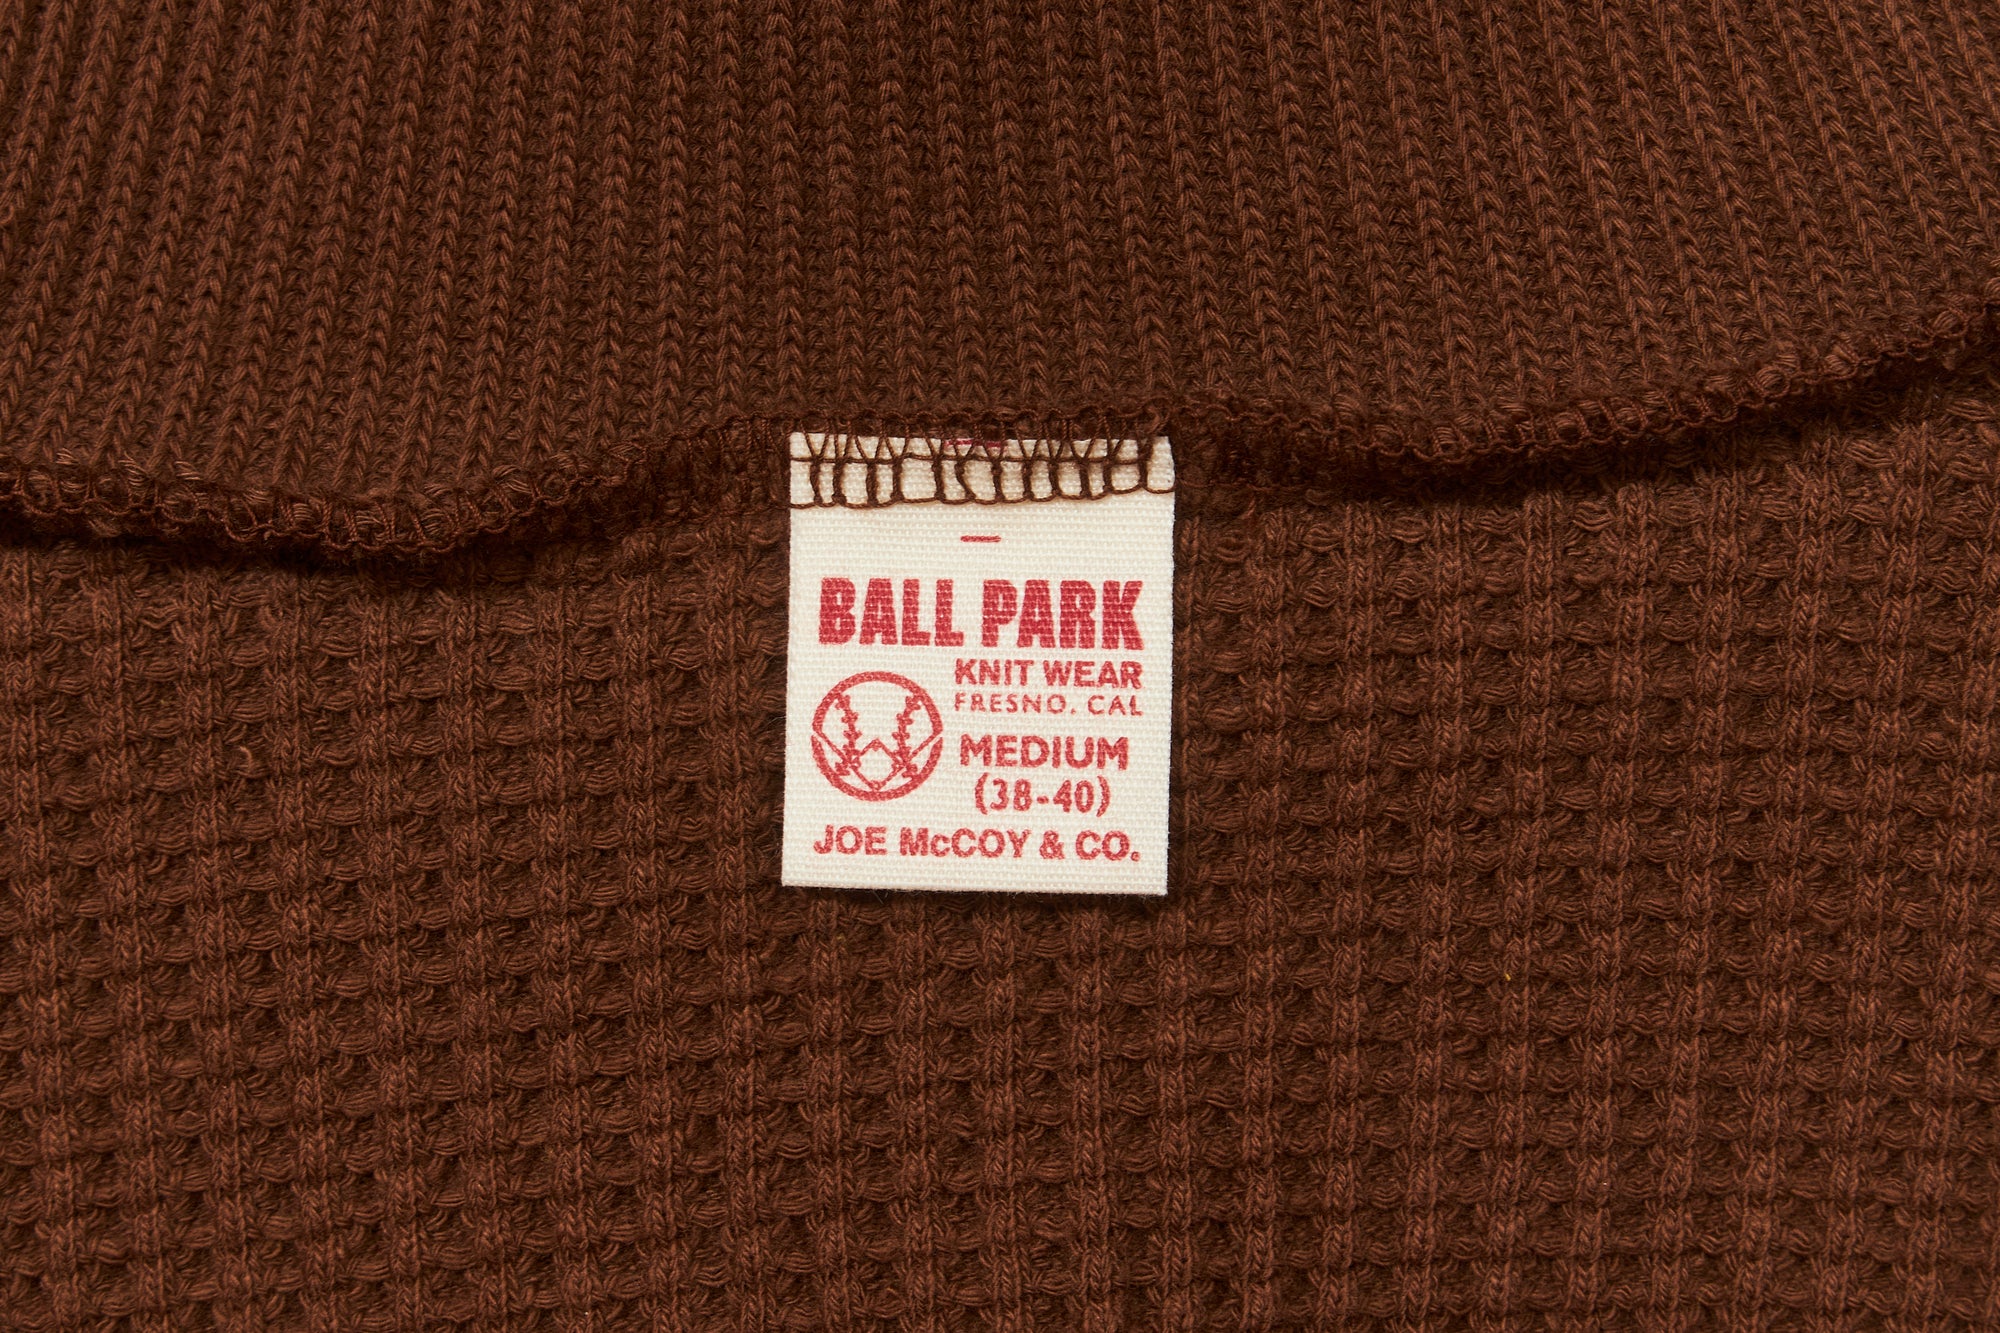 BALL PARK
KNIT WEAR
FRESNO, CAL
MEDIUM
(38-40)
JOE McCOY & CO.